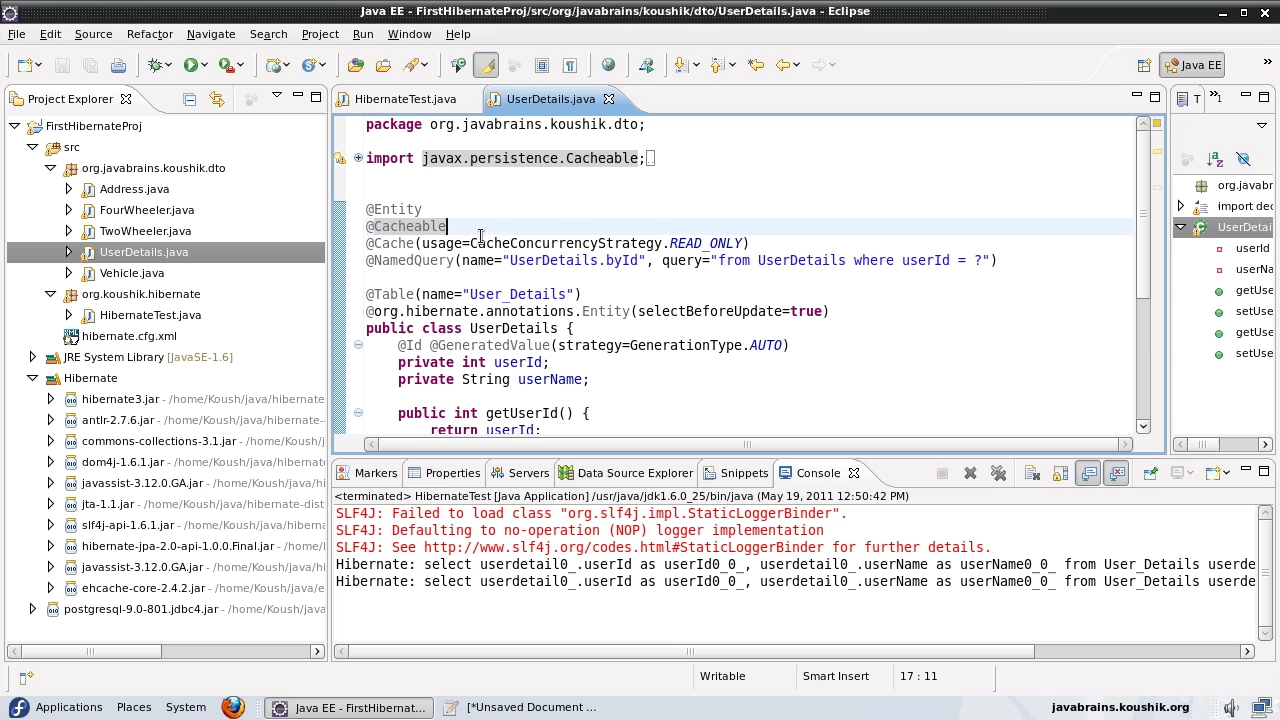 Java EE - FirstHibernateProj/src/org/javabrains/koushik/dto/UserDetails.java - Eclipse
File Edit Source Refactor Navigate Search Project Run Window Help
Java EE
Project Explorer
FirstHibernateProj
src
org.javabrains.koushik.dto
Address.java
FourWheeler.java
TwoWheeler.java
UserDetails.java
Vehicle.java
org.koushik.hibernate
HibernateTest.java
hibernate.cfg.xml
JRE System Library [JavaSE-1.6]
Hibernate
hibernate3.jar - /home/Koush/java/hibernate
antlr-2.7.6.jar - /home/Koush/java/hibernate-
commons-collections-3.1.jar - /home/Koush/j
dom4j-1.6.1.jar - /home/Koush/java/hibernat
javassist-3.12.0.GA.jar - /home/Koush/java/h
jta-1.1.jar - /home/Koush/java/hibernate-dist
slf4j-api-1.6.1.jar - /home/Koush/java/hibern
hibernate-jpa-2.0-api-1.0.0.Final.jar - /home/
javassist-3.12.0.GA.jar - /home/Koush/java/h
ehcache-core-2.4.2.jar - /home/Koush/java/e
postgresql-9.0-801.jdbc4.jar - /home/Koush/java
HibernateTest.java
UserDetails.java
package org.javabrains.koushik.dto;
import javax.persistence.Cacheable;
@Entity
@Cacheable
@Cache(usage=CacheConcurrencyStrategy.READ_ONLY)
@NamedQuery(name="UserDetails.byId", query="from UserDetails where userId = ?")
@Table(name="User_Details")
@org.hibernate.annotations.Entity(selectBeforeUpdate=true)
public class UserDetails {
@Id @GeneratedValue(strategy=GenerationType.AUTO)
private int userId;
private String userName;
public int getUserId() {
return userId;
T
1
org.javabr
import dec
UserDetai
userId
userNa
getUse
setUse
getUse
setUse
Markers Properties Servers Data Source Explorer Snippets Console
<terminated> HibernateTest [Java Application] /usr/java/jdk1.6.0_25/bin/java (May 19, 2011 12:50:42 PM)
SLF4J: Failed to load class "org.slf4j.impl.StaticLoggerBinder".
SLF4J: Defaulting to no-operation (NOP) logger implementation
SLF4J: See http://www.slf4j.org/codes.html#StaticLoggerBinder for further details.
Hibernate: select userdetail0_.userId as userId0_0_, userdetail0_.userName as userName0_0_ from User_Details userde
Hibernate: select userdetail0_.userId as userId0_0_, userdetail0_.userName as userName0_0_ from User_Details userde
Writable Smart Insert 17 : 11
Applications Places System Java EE - FirstHibernat... [*Unsaved Document ... javabrains.koushik.org